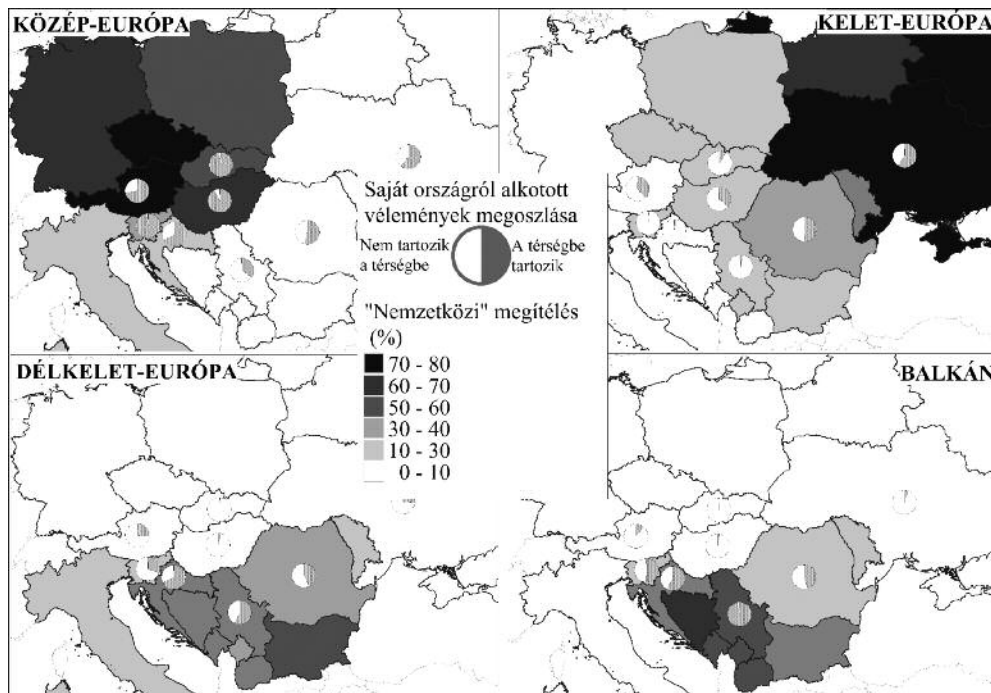 KÖZÉP-EURÓPA
KELET-EURÓPA
Saját országról alkotott
vélemények megoszlása
Nem tartozik
a térségbe
A térségbe
tartozik
"Nemzetközi" megítélés
(%)
70 - 80
60 - 70
50 - 60
30 - 40
10 - 30
0 - 10
DÉLKELET-EURÓPA
BALKÁN